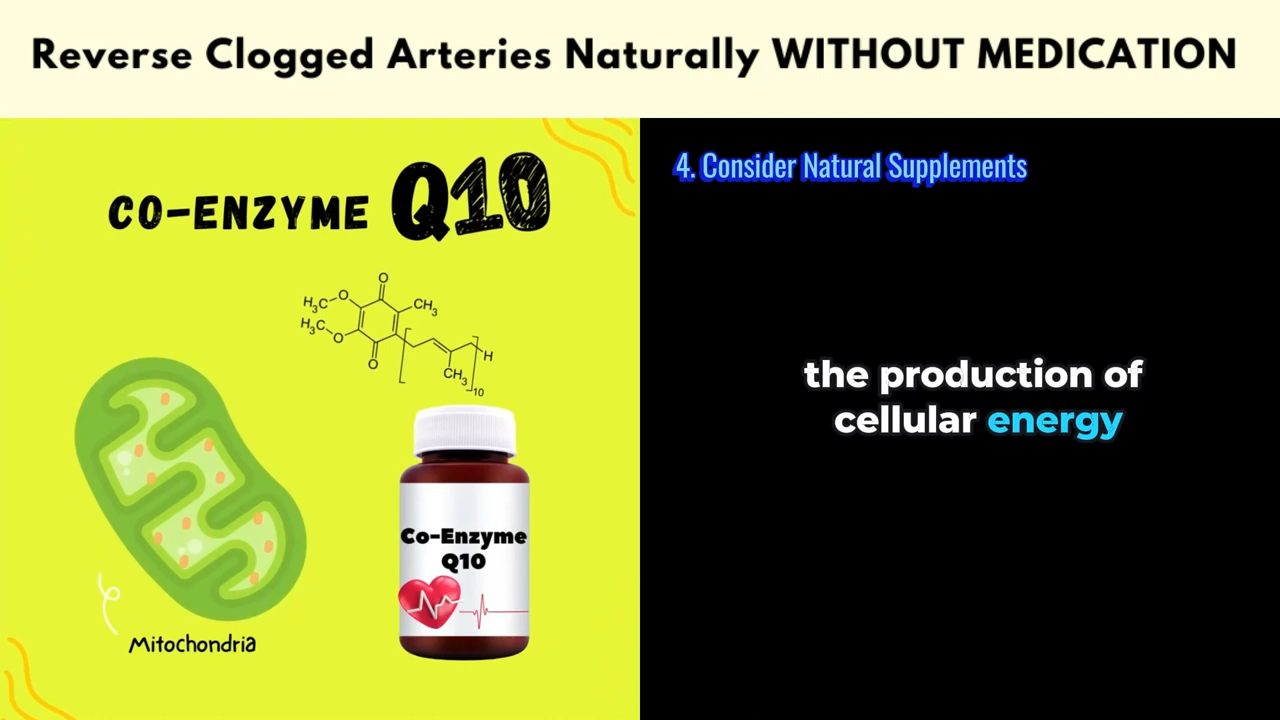 Reverse Clogged Arteries Naturally WITHOUT MEDICATION
CO-ENZYME Q10
O
H3C O CH3
H3C O
O
H
CH3
10
Co-Enzyme
Q10
Mitochondria
4. Consider Natural Supplements
the production of
cellular energy